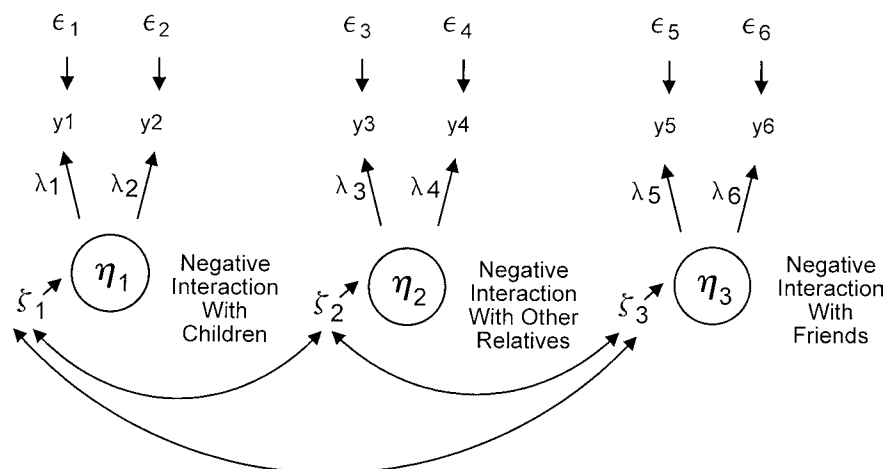 ϵ1 ϵ2 ϵ3 ϵ4 ϵ5 ϵ6
y1 y2 y3 y4 y5 y6
λ1 λ2 λ3 λ4 λ5 λ6
η1
Negative
Interaction
With
Children
ζ1
η2
Negative
Interaction
With Other
Relatives
ζ2
η3
Negative
Interaction
With
Friends
ζ3